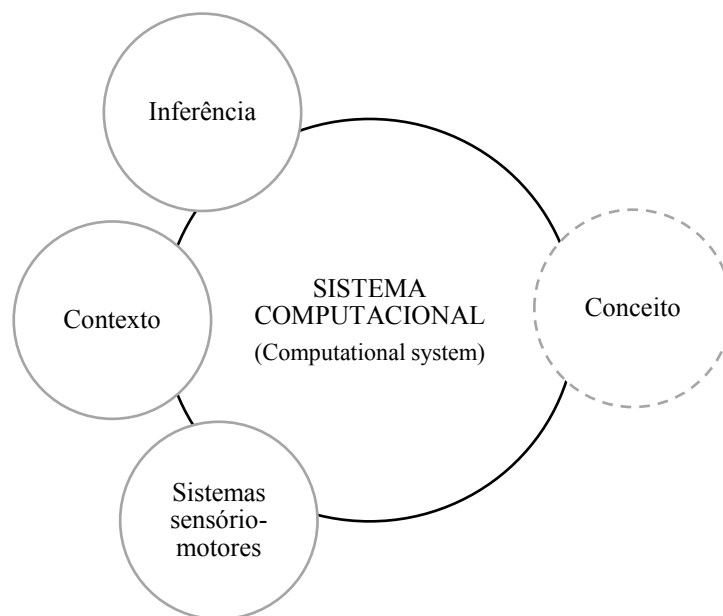 Inferência
SISTEMA
COMPUTACIONAL
(Computational system)
Conceito
Contexto
Sistemas
sensório-
motores